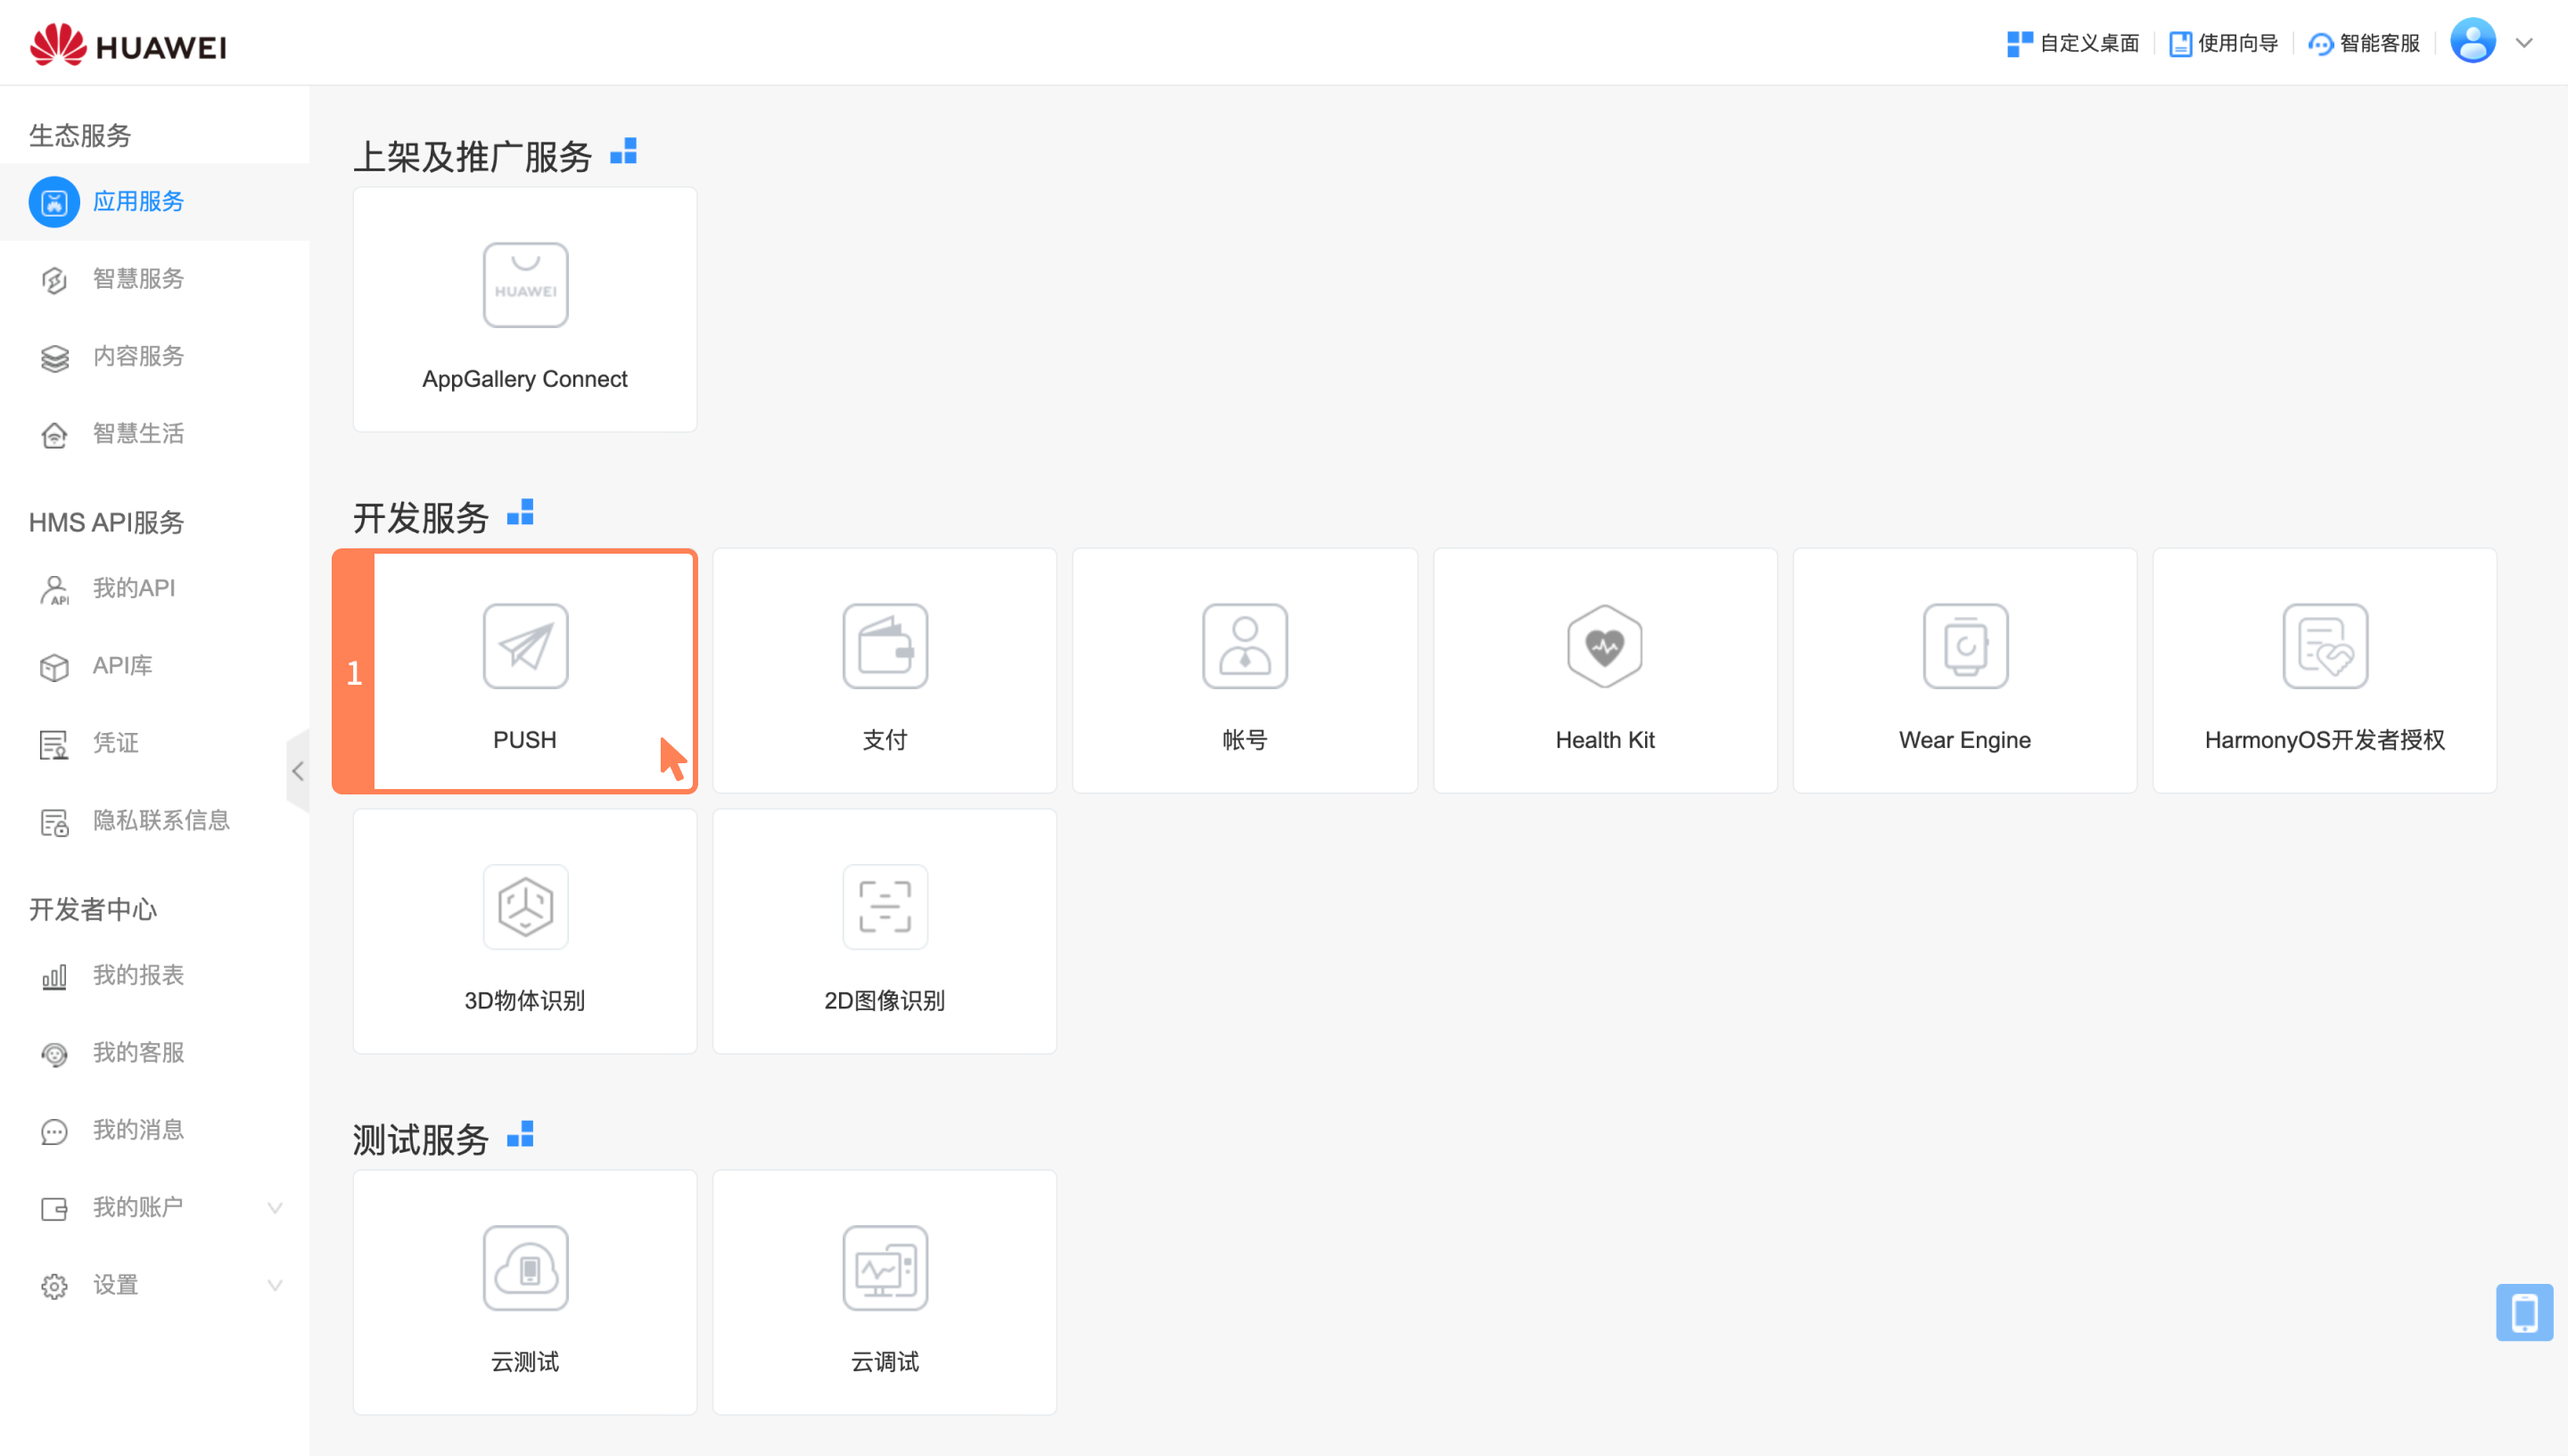 HUAWEI
自定义桌面
使用向导
智能客服
生态服务
应用服务
智慧服务
内容服务
智慧生活
HMS API服务
我的API
API
API库
凭证
隐私联系信息
开发者中心
我的报表
我的客服
我的消息
我的账户
设置
上架及推广服务
HUAWEI
AppGallery Connect
开发服务
1
PUSH
支付
帐号
Health Kit
Wear Engine
HarmonyOS开发者授权
3D物体识别
2D图像识别
测试服务
云测试
云调试